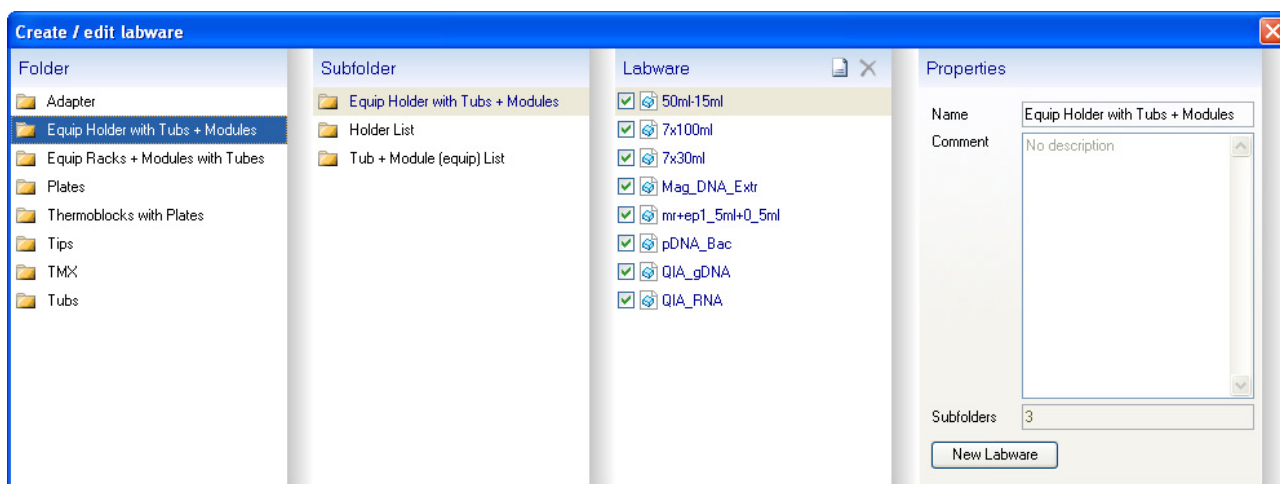 Create / edit labware
Folder
Adapter
Equip Holder with Tubs + Modules
Equip Racks + Modules with Tubes
Plates
Thermoblocks with Plates
Tips
TMX
Tubs
Subfolder
Equip Holder with Tubs + Modules
Holder List
Tub + Module (equip) List
Labware
50ml-15ml
7x100ml
7x30ml
Mag_DNA_Extr
mr+ep1_5ml+0_5ml
pDNA_Bac
QIA_gDNA
QIA_RNA
Properties
Name Equip Holder with Tubs + Modules
Comment No description
Subfolders 3
New Labware